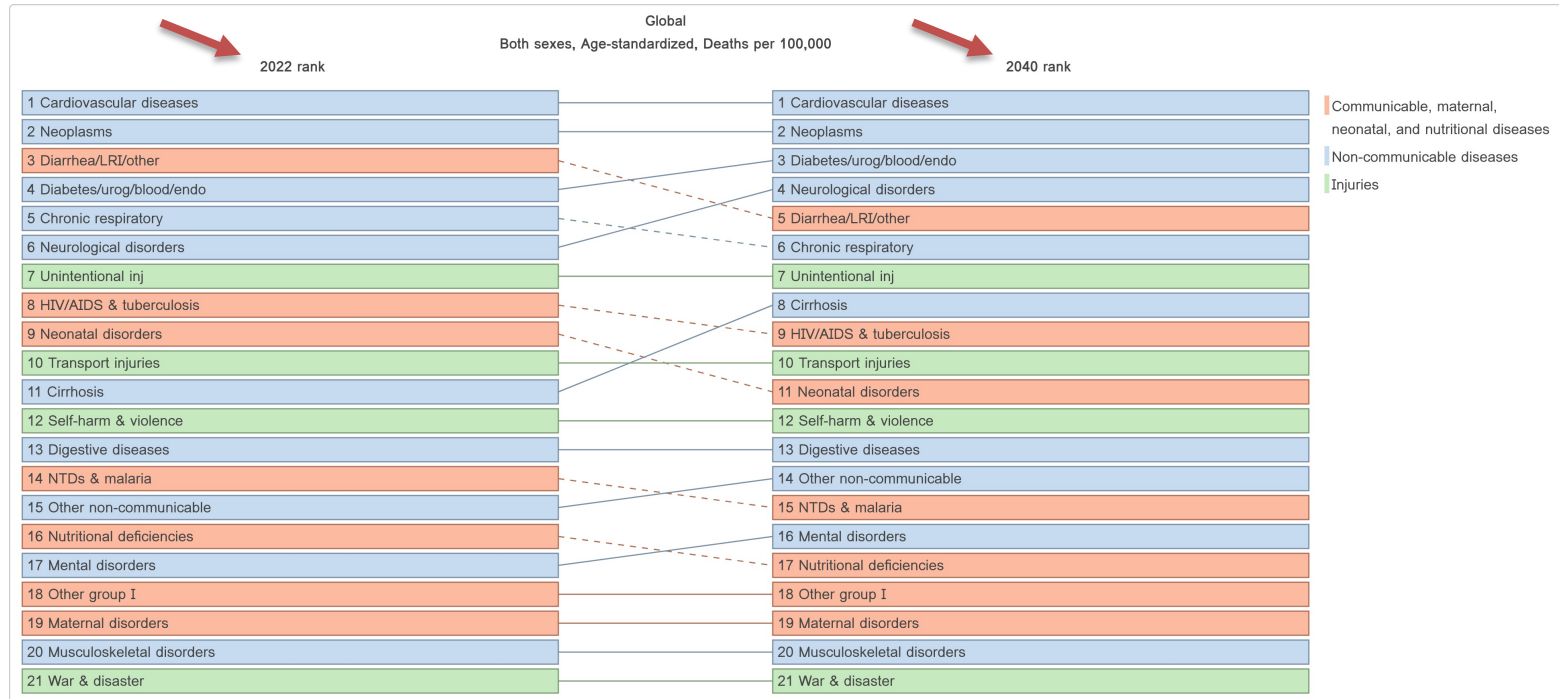 Global
Both sexes, Age-standardized, Deaths per 100,000
2022 rank
1 Cardiovascular diseases
2 Neoplasms
3 Diarrhea/LRI/other
4 Diabetes/urog/blood/endo
5 Chronic respiratory
6 Neurological disorders
7 Unintentional inj
8 HIV/AIDS & tuberculosis
9 Neonatal disorders
10 Transport injuries
11 Cirrhosis
12 Self-harm & violence
13 Digestive diseases
14 NTDs & malaria
15 Other non-communicable
16 Nutritional deficiencies
17 Mental disorders
18 Other group I
19 Maternal disorders
20 Musculoskeletal disorders
21 War & disaster
2040 rank
1 Cardiovascular diseases
2 Neoplasms
3 Diabetes/urog/blood/endo
4 Neurological disorders
5 Diarrhea/LRI/other
6 Chronic respiratory
7 Unintentional inj
8 Cirrhosis
9 HIV/AIDS & tuberculosis
10 Transport injuries
11 Neonatal disorders
12 Self-harm & violence
13 Digestive diseases
14 Other non-communicable
15 NTDs & malaria
16 Mental disorders
17 Nutritional deficiencies
18 Other group I
19 Maternal disorders
20 Musculoskeletal disorders
21 War & disaster
Communicable, maternal,
neonatal, and nutritional diseases
Non-communicable diseases
Injuries